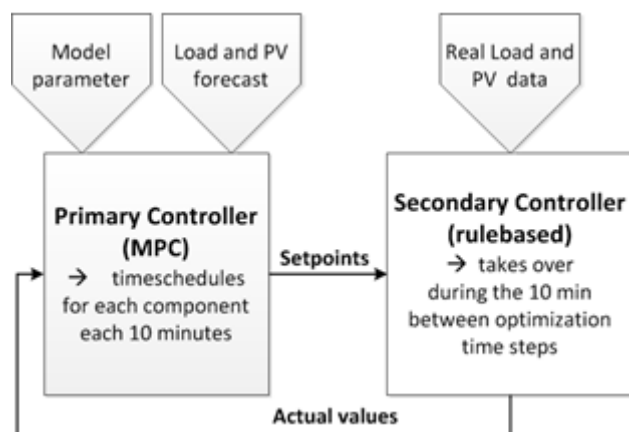 Model
parameter
Load and PV
forecast
Real Load and
PV data
Primary Controller
(MPC)
→ timeschedules
for each component
each 10 minutes
Setpoints
Secondary Controller
(rulebased)
→ takes over
during the 10 min
between optimization
time steps
Actual values